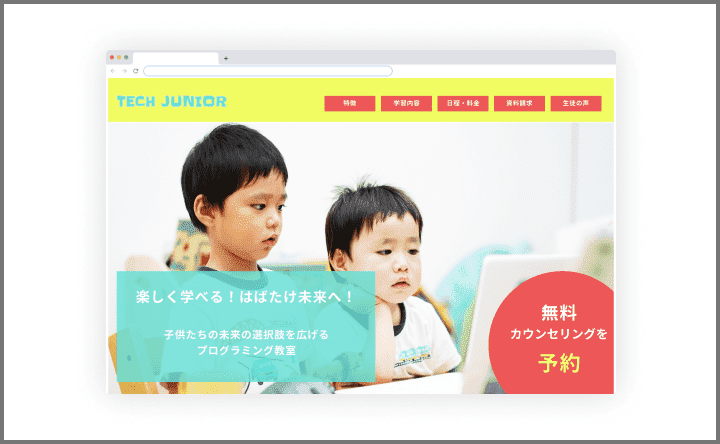 TECH JUNIOR
特徴
学習内容
日程・料金
資料請求
生徒の声
楽しく学べる！はばたけ未来へ！
子供たちの未来の選択肢を広げる
プログラミング教室
無料
カウンセリングを
予約